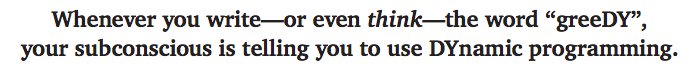 Whenever you write—or even think—the word “greeDY”,
your subconscious is telling you to use DYnamic programming.